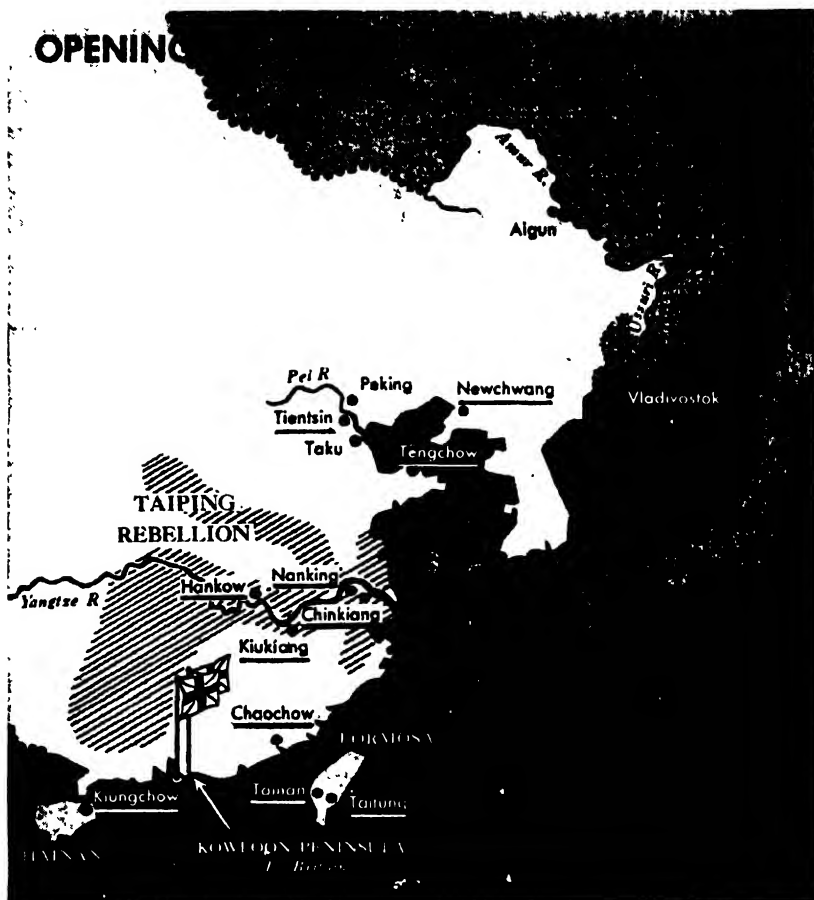 OPENING
Amur R.
Aigun
Ussuri R.
Pei R
Peking
Newchwang
Vladivostok
Tientsin
Taku
Tengchow
TAIPING
REBELLION
Yangtze R
Hankow
Nanking
Chinkiang
Kiukiang
Chaochow
FORMOSA
Kiungchow
Tainan
Taitung
HAINAN
KOWLOON PENINSULA